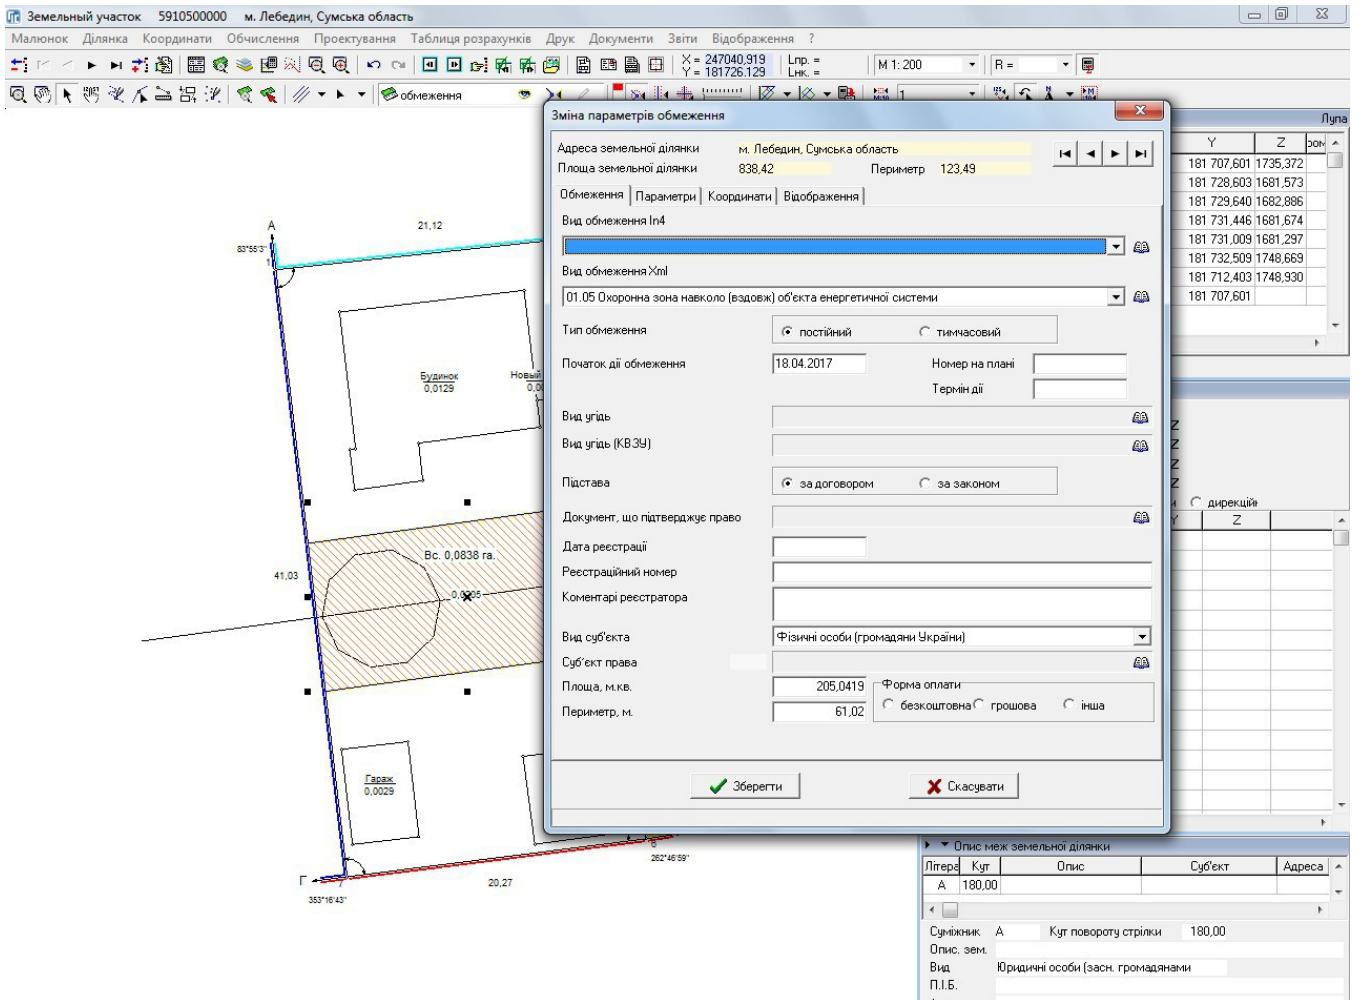 Земельный участок 5910500000 м. Лебедин, Сумська область
Малюнок Ділянка Координати Обчислення Проектування Таблиця розрахунків Друк Документи Звіти Відображення ?
X = 247040,919
Y = 181726.129
Lпр. =
Lнк. =
M 1: 200
R =
обмеження
1
Зміна параметрів обмеження
Адреса земельної ділянки м. Лебедин, Сумська область
Площа земельної ділянки 838,42 Периметр 123,49
Обмеження Параметри Координати Відображення
Вид обмеження In4
Вид обмеження Xml
01.05 Охоронна зона навколо (вздовж) об'єкта енергетичної системи
Тип обмеження постійний тимчасовий
Початок дії обмеження 18.04.2017 Номер на плані
Термін дії
Вид угідь
Вид угідь (КВЗУ)
Підстава за договором за законом
Документ, що підтверджує право
Дата реєстрації
Реєстраційний номер
Коментарі реєстратора
Вид суб'єкта Фізичні особи (громадяни України)
Суб'єкт права
Площа, м.кв. 205,0419 Форма оплати
Периметр, м. 61,02 безкоштовна грошова інша
Зберегти Скасувати
А
21,12
83°55'3"
1
Будинок
0,0129
Новый
0,00
Вс. 0,0838 га.
41,03
Гараж
0,0029
Г
7
20,27
353°16'43"
6
262°46'59"
Лупа
Y Z
181 707,601 1735,372
181 728,603 1681,573
181 729,640 1682,886
181 731,446 1681,674
181 731,009 1681,297
181 732,509 1748,669
181 712,403 1748,930
181 707,601
Z
Z
Z
Z
дирекційн
Y Z
Опис меж земельної ділянки
Літера Кут Опис Суб'єкт Адреса
А 180,00
Суміжник А Кут повороту стрілки 180,00
Опис. зем.
Вид Юридичні особи (засн. громадянами
П.І.Б.